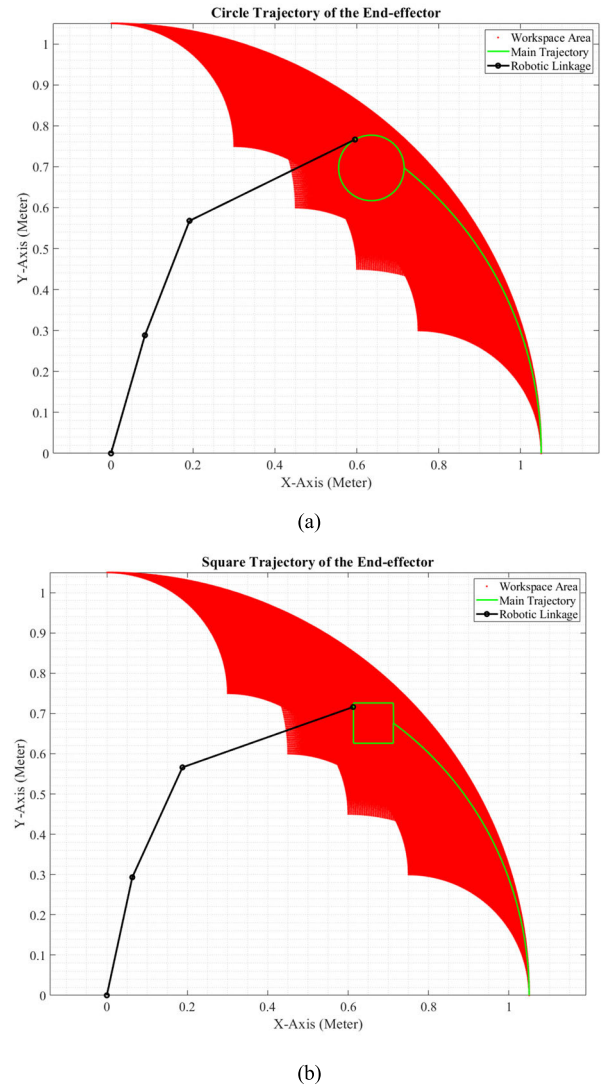 Circle Trajectory of the End-effector
Workspace Area
Main Trajectory
Robotic Linkage
1
0.9
0.8
0.7
0.6
0.5
0.4
0.3
0.2
0.1
0
Y-Axis (Meter)
0 0.2 0.4 0.6 0.8 1
X-Axis (Meter)
(a)
Square Trajectory of the End-effector
Workspace Area
Main Trajectory
Robotic Linkage
1
0.9
0.8
0.7
0.6
0.5
0.4
0.3
0.2
0.1
0
Y-Axis (Meter)
0 0.2 0.4 0.6 0.8 1
X-Axis (Meter)
(b)